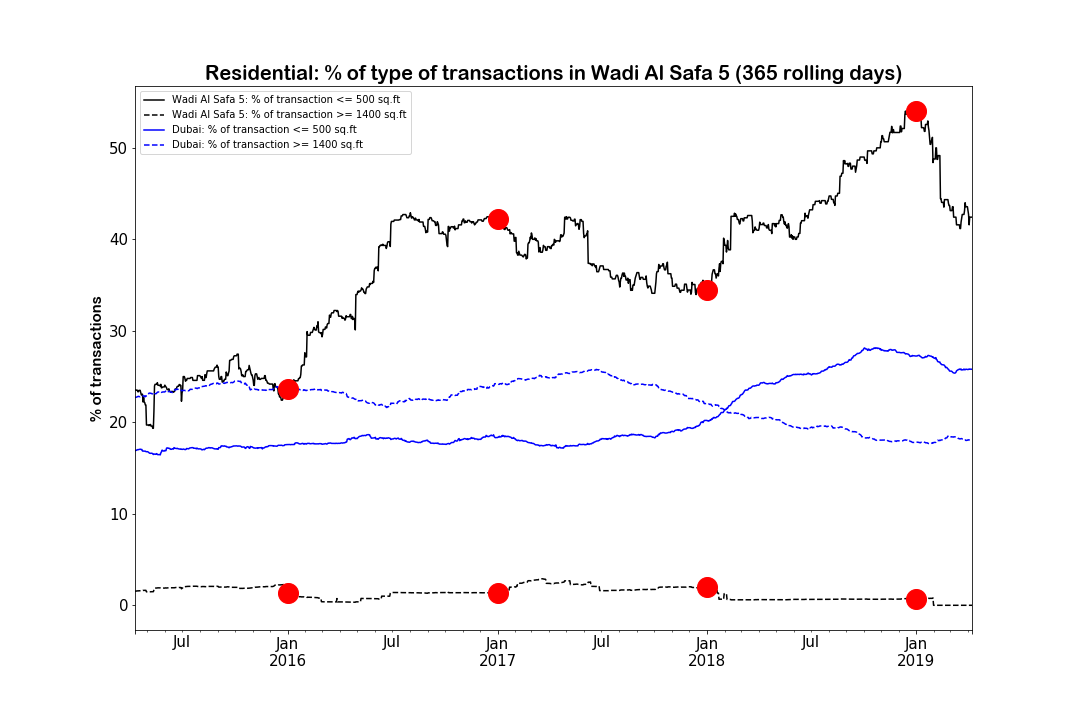 Residential: % of type of transactions in Wadi Al Safa 5 (365 rolling days)
Wadi Al Safa 5: % of transaction <= 500 sq.ft
Wadi Al Safa 5: % of transaction >= 1400 sq.ft
Dubai: % of transaction <= 500 sq.ft
Dubai: % of transaction >= 1400 sq.ft
% of transactions
50
40
30
20
10
0
Jul
Jan
2016
Jul
Jan
2017
Jul
Jan
2018
Jul
Jan
2019